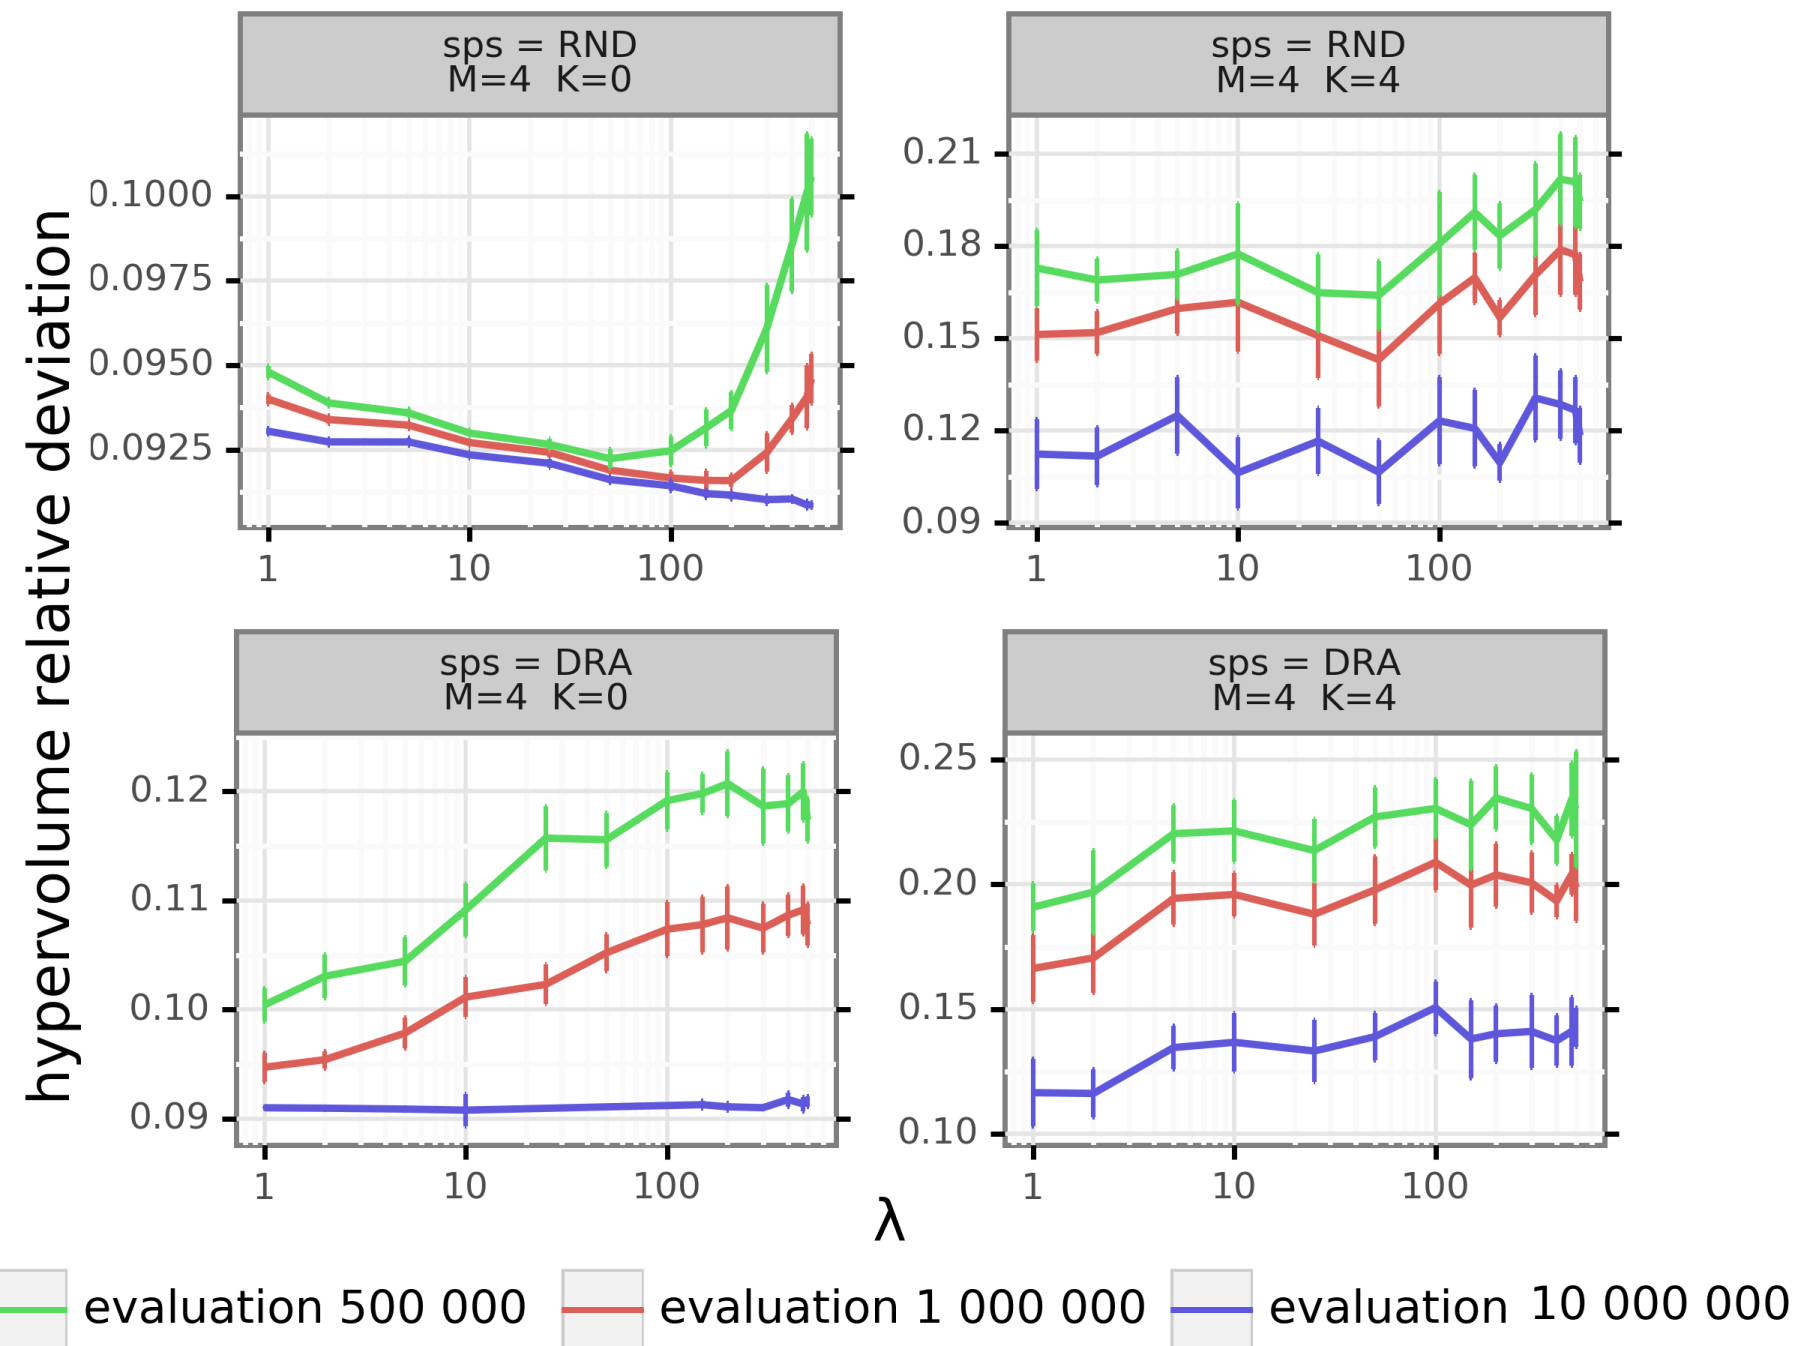 sps = RND
M=4 K=0
sps = RND
M=4 K=4
0.1000
0.0975
0.0950
0.0925
1 10 100
0.21
0.18
0.15
0.12
0.09
1 10 100
hypervolume relative deviation
sps = DRA
M=4 K=0
sps = DRA
M=4 K=4
0.12
0.11
0.10
0.09
1 10 100
0.25
0.20
0.15
0.10
1 10 100
λ
evaluation 500 000 evaluation 1 000 000 evaluation 10 000 000